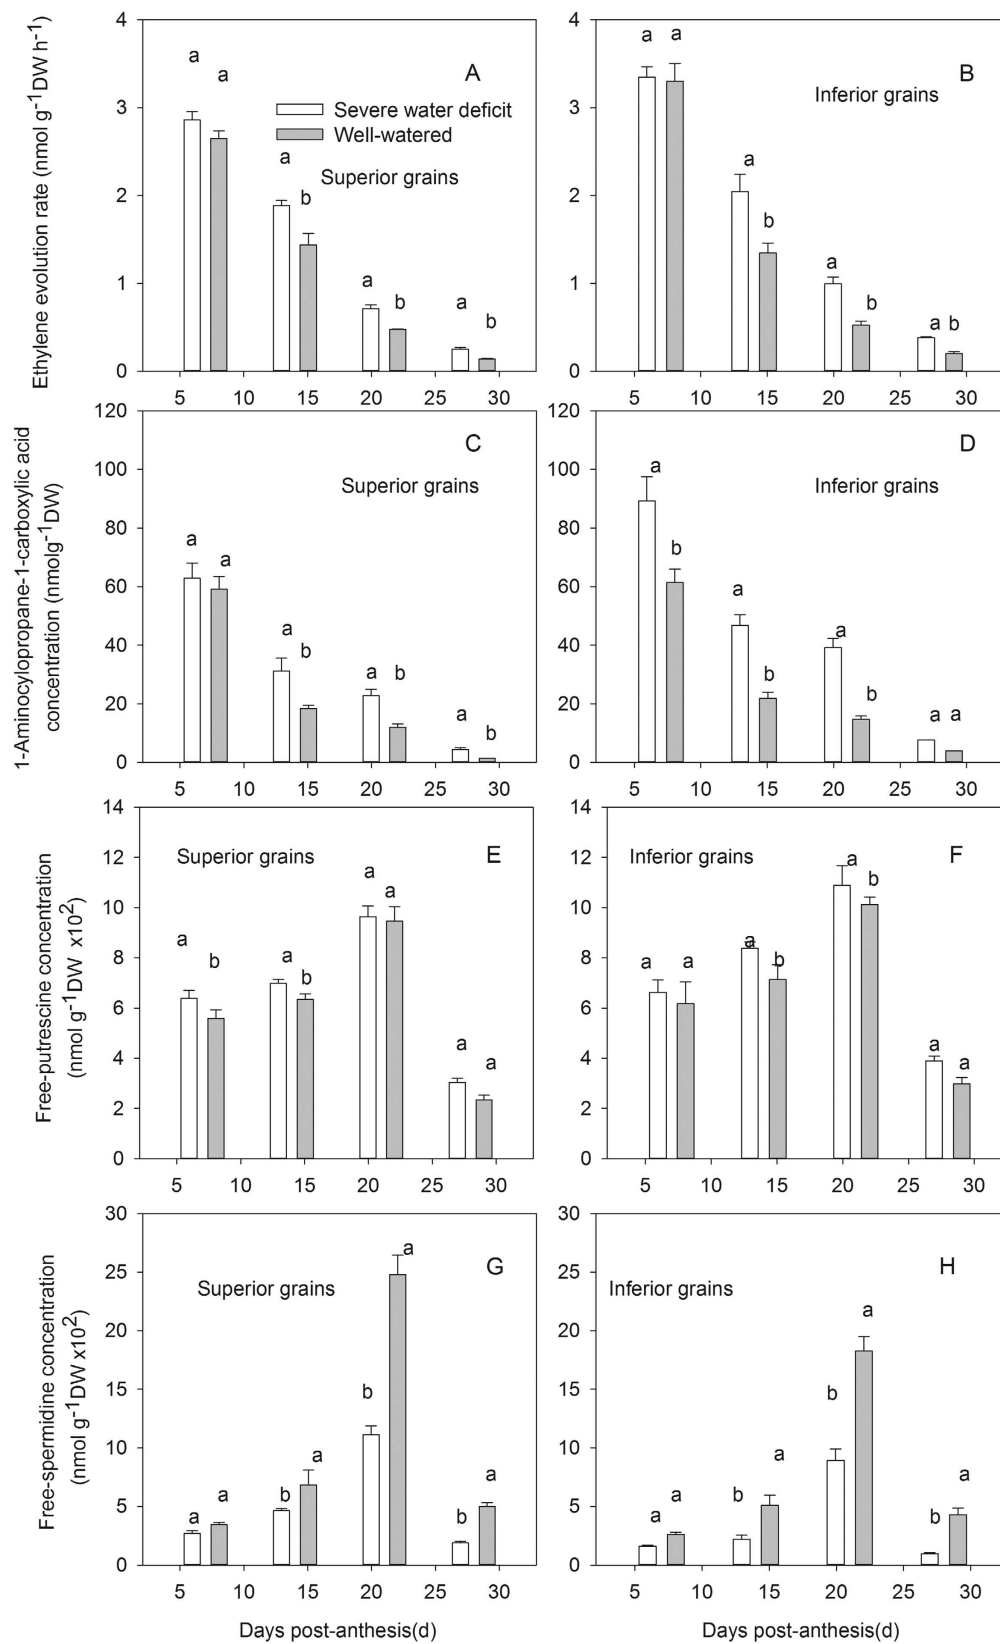 Ethylene evolution rate (nmol g⁻¹DW h⁻¹)
4
3
2
1
0
A
Severe water deficit
Well-watered
Superior grains
a a
a b
a b
a b
5 10 15 20 25 30
4
3
2
1
0
B
Inferior grains
a a
a b
a b
a b
5 10 15 20 25 30
1-Aminocylopropane-1-carboxylic acid
concentration (nmolg⁻¹DW)
120
100
80
60
40
20
0
C
Superior grains
a a
a b
a b
a b
5 10 15 20 25 30
120
100
80
60
40
20
0
D
Inferior grains
a b
a b
a b
a a
5 10 15 20 25 30
Free-putrescine concentration
(nmol g⁻¹DW x10²)
14
12
10
8
6
4
2
0
Superior grains E
a b
a b
a a
a a
5 10 15 20 25 30
14
12
10
8
6
4
2
0
Inferior grains F
a a
a b
a b
a a
5 10 15 20 25 30
Free-spermidine concentration
(nmol g⁻¹DW x10²)
30
25
20
15
10
5
0
G
Superior grains
a a
b a
b a
b a
5 10 15 20 25 30
Days post-anthesis(d)
30
25
20
15
10
5
0
H
Inferior grains
a a
b a
b a
b a
5 10 15 20 25 30
Days post-anthesis(d)